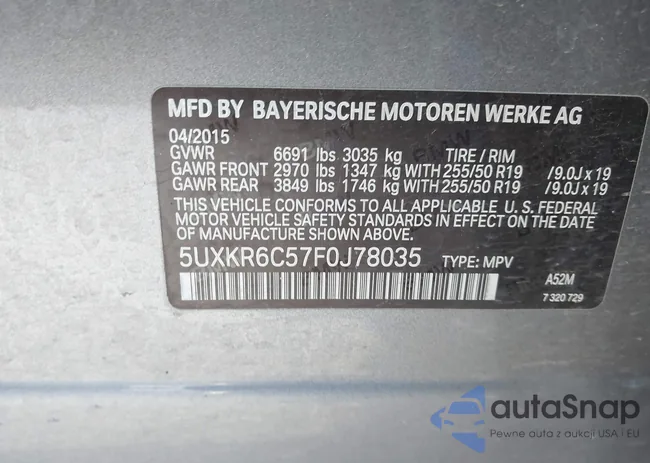 MFD BY BAYERISCHE MOTOREN WERKE AG
04/2015
GVWR 6691 lbs 3035 kg TIRE / RIM
GAWR FRONT 2970 lbs 1347 kg WITH 255/50 R19 /9.0J x 19
GAWR REAR 3849 lbs 1746 kg WITH 255/50 R19 /9.0J x 19
THIS VEHICLE CONFORMS TO ALL APPLICABLE U. S. FEDERAL
MOTOR VEHICLE SAFETY STANDARDS IN EFFECT ON THE DATE
OF MANUFACTURE SHOWN ABOVE.
5UXKR6C57F0J78035 TYPE: MPV
A52M
7 320 729
autoSnap
Pewne auto z aukcji USA i EU